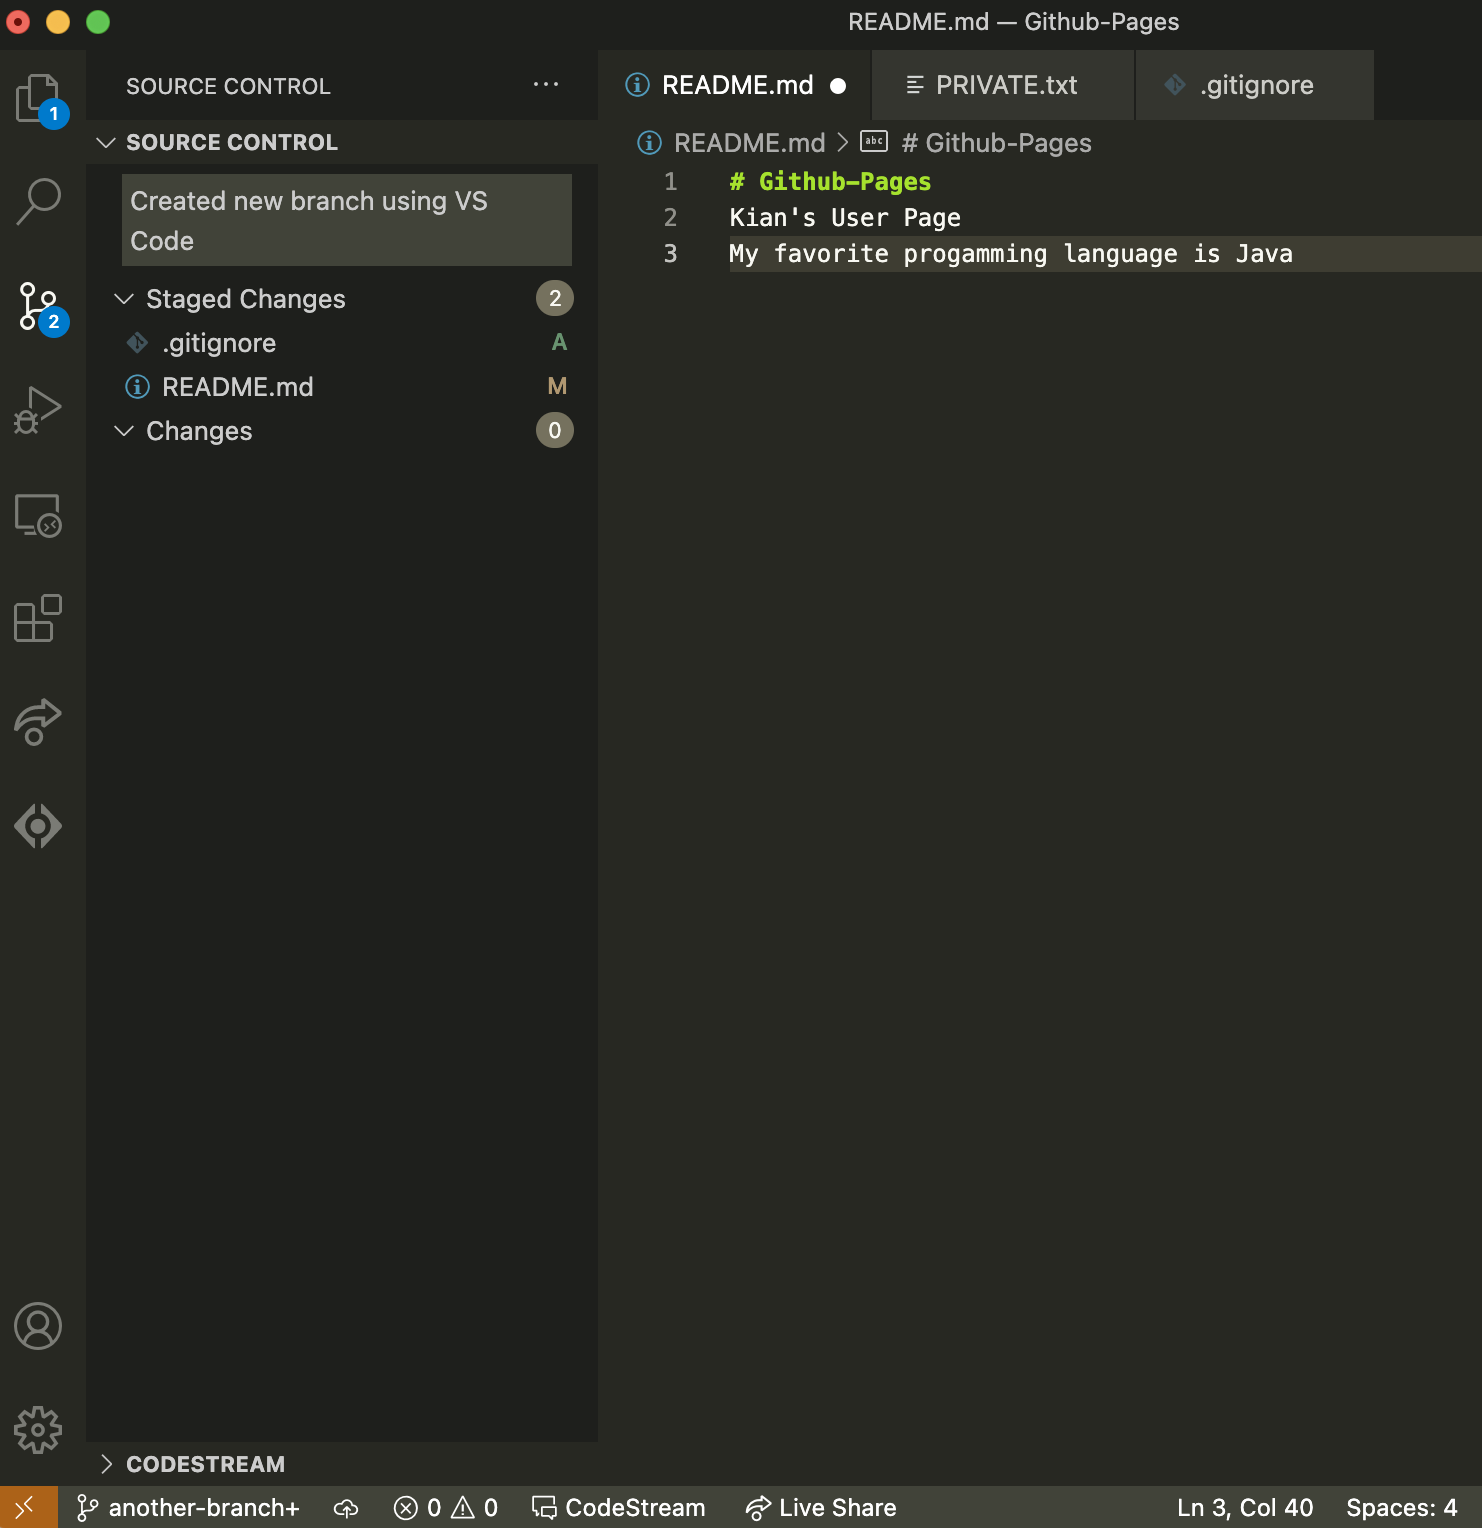 README.md — Github-Pages
1
2
SOURCE CONTROL
SOURCE CONTROL
Created new branch using VS
Code
Staged Changes 2
.gitignore A
README.md M
Changes 0
CODESTREAM
README.md PRIVATE.txt .gitignore
README.md > abc # Github-Pages
1 # Github-Pages
2 Kian's User Page
3 My favorite progamming language is Java
another-branch+ 0 0 CodeStream Live Share Ln 3, Col 40 Spaces: 4